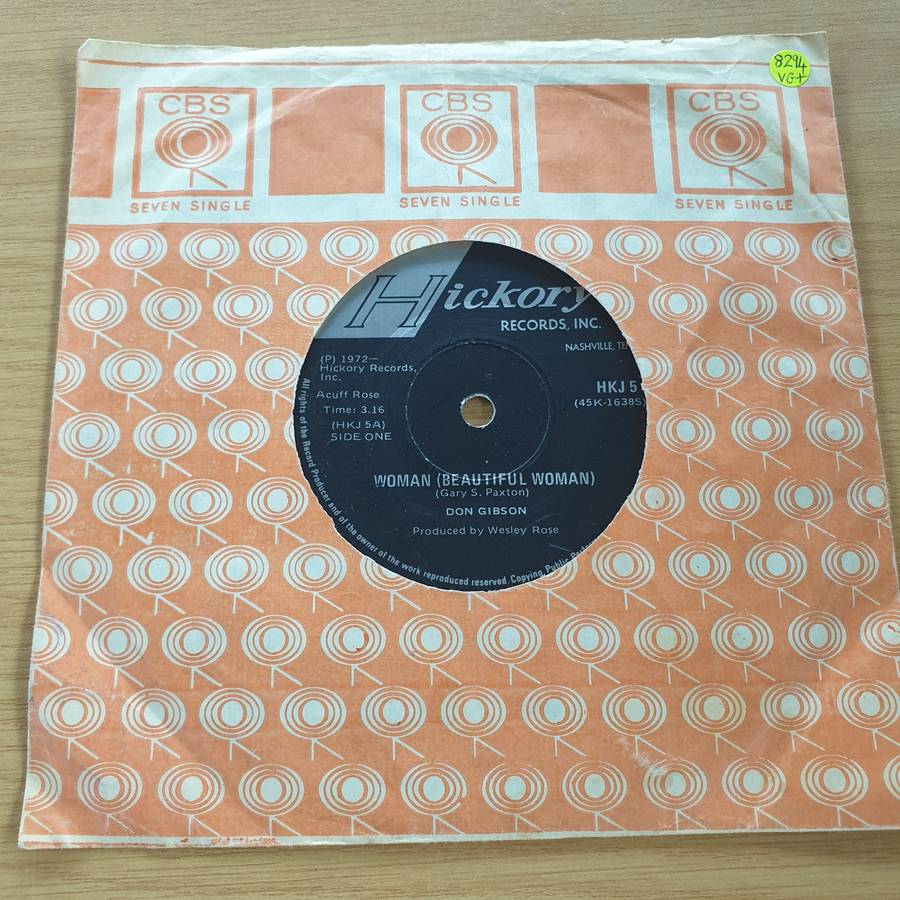 8294
VG+
CBS
SEVEN SINGLE
CBS
SEVEN SINGLE
CBS
SEVEN SINGLE
Hickory
RECORDS, INC.
NASHVILLE, TE
(P) 1972—
Hickory Records,
Inc.
Acuff Rose
Time: 3.16
(HKJ 5A)
SIDE ONE
HKJ 5
(45K-1638S)
WOMAN (BEAUTIFUL WOMAN)
(Gary S. Paxton)
DON GIBSON
Produced by Wesley Rose
All rights of the Record Producer and of the owner of the work reproduced reserved. Copying, Public